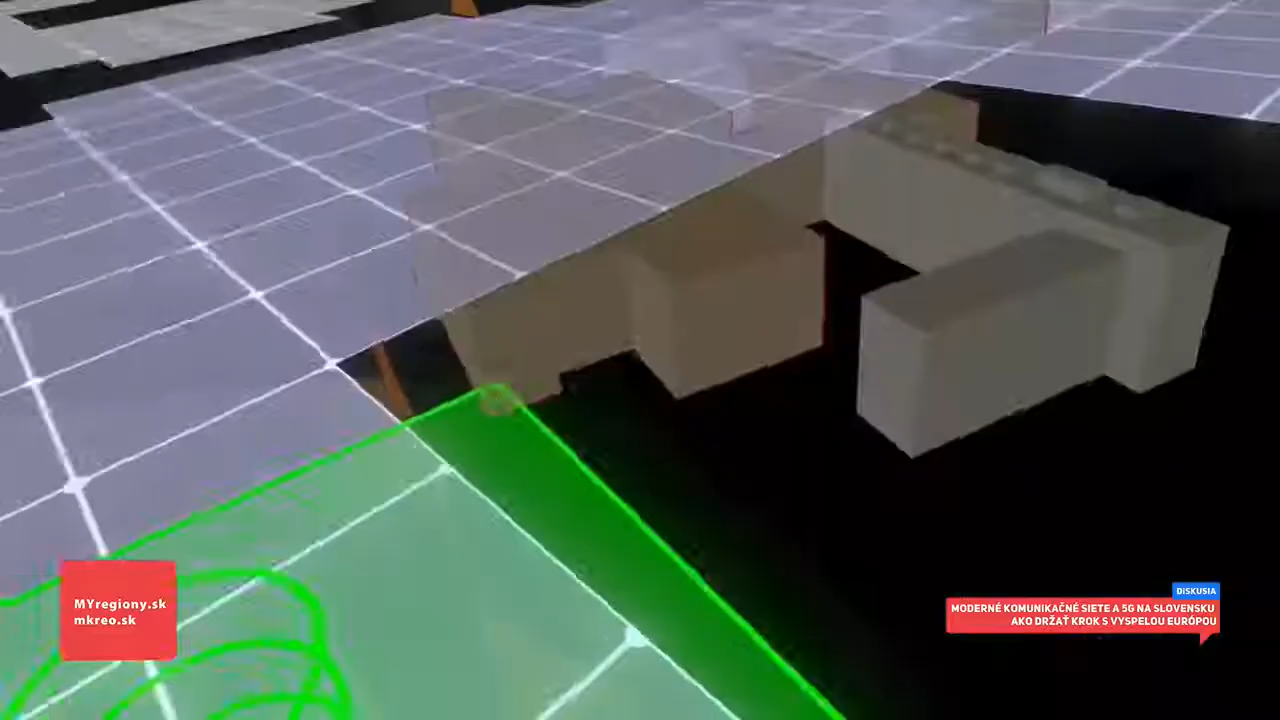 MYregiony.sk
mkreo.sk
DISKUSIA
MODERNÉ KOMUNIKAČNÉ SIETE A 5G NA SLOVENSKU
AKO DRŽAŤ KROK S VYSPELOU EURÓPOU